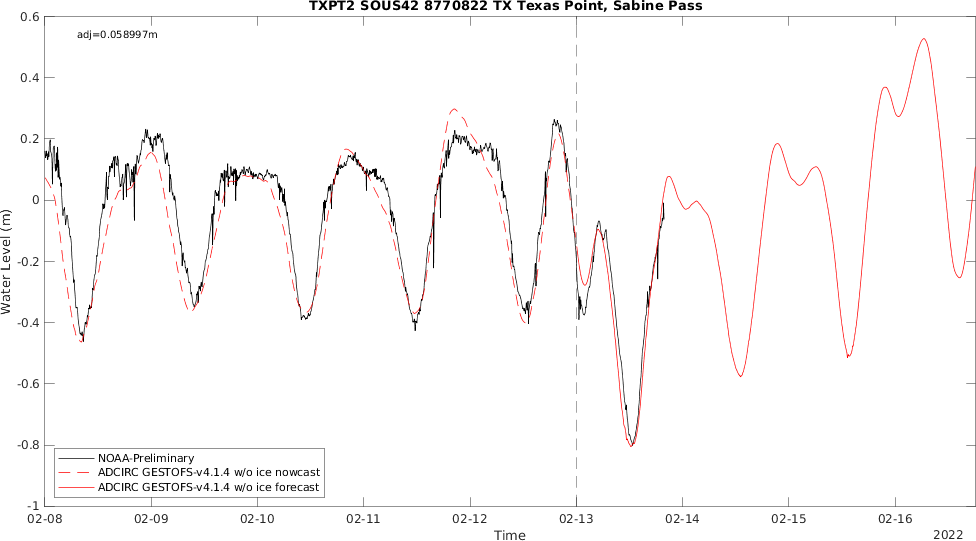 TXPT2 SOUS42 8770822 TX Texas Point, Sabine Pass
adj=0.058997m
0.6
0.4
0.2
0
-0.2
-0.4
-0.6
-0.8
-1
Water Level (m)
NOAA-Preliminary
ADCIRC GESTOFS-v4.1.4 w/o ice nowcast
ADCIRC GESTOFS-v4.1.4 w/o ice forecast
02-08 02-09 02-10 02-11 02-12 02-13 02-14 02-15 02-16
Time
2022